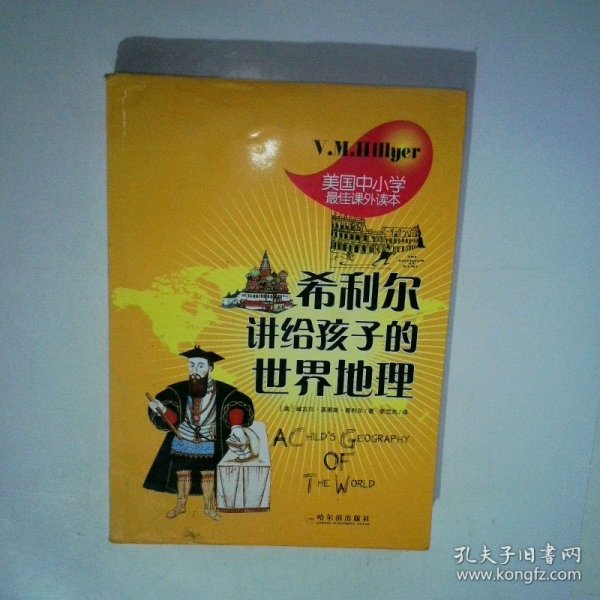 V.M.Hillyer
美国中小学
最佳课外读本
希利尔
讲给孩子的
世界地理
A CHILD'S GEOGRAPHY
OF
THE WORLD
哈尔滨出版社
孔夫子旧书网
www.kongfz.com